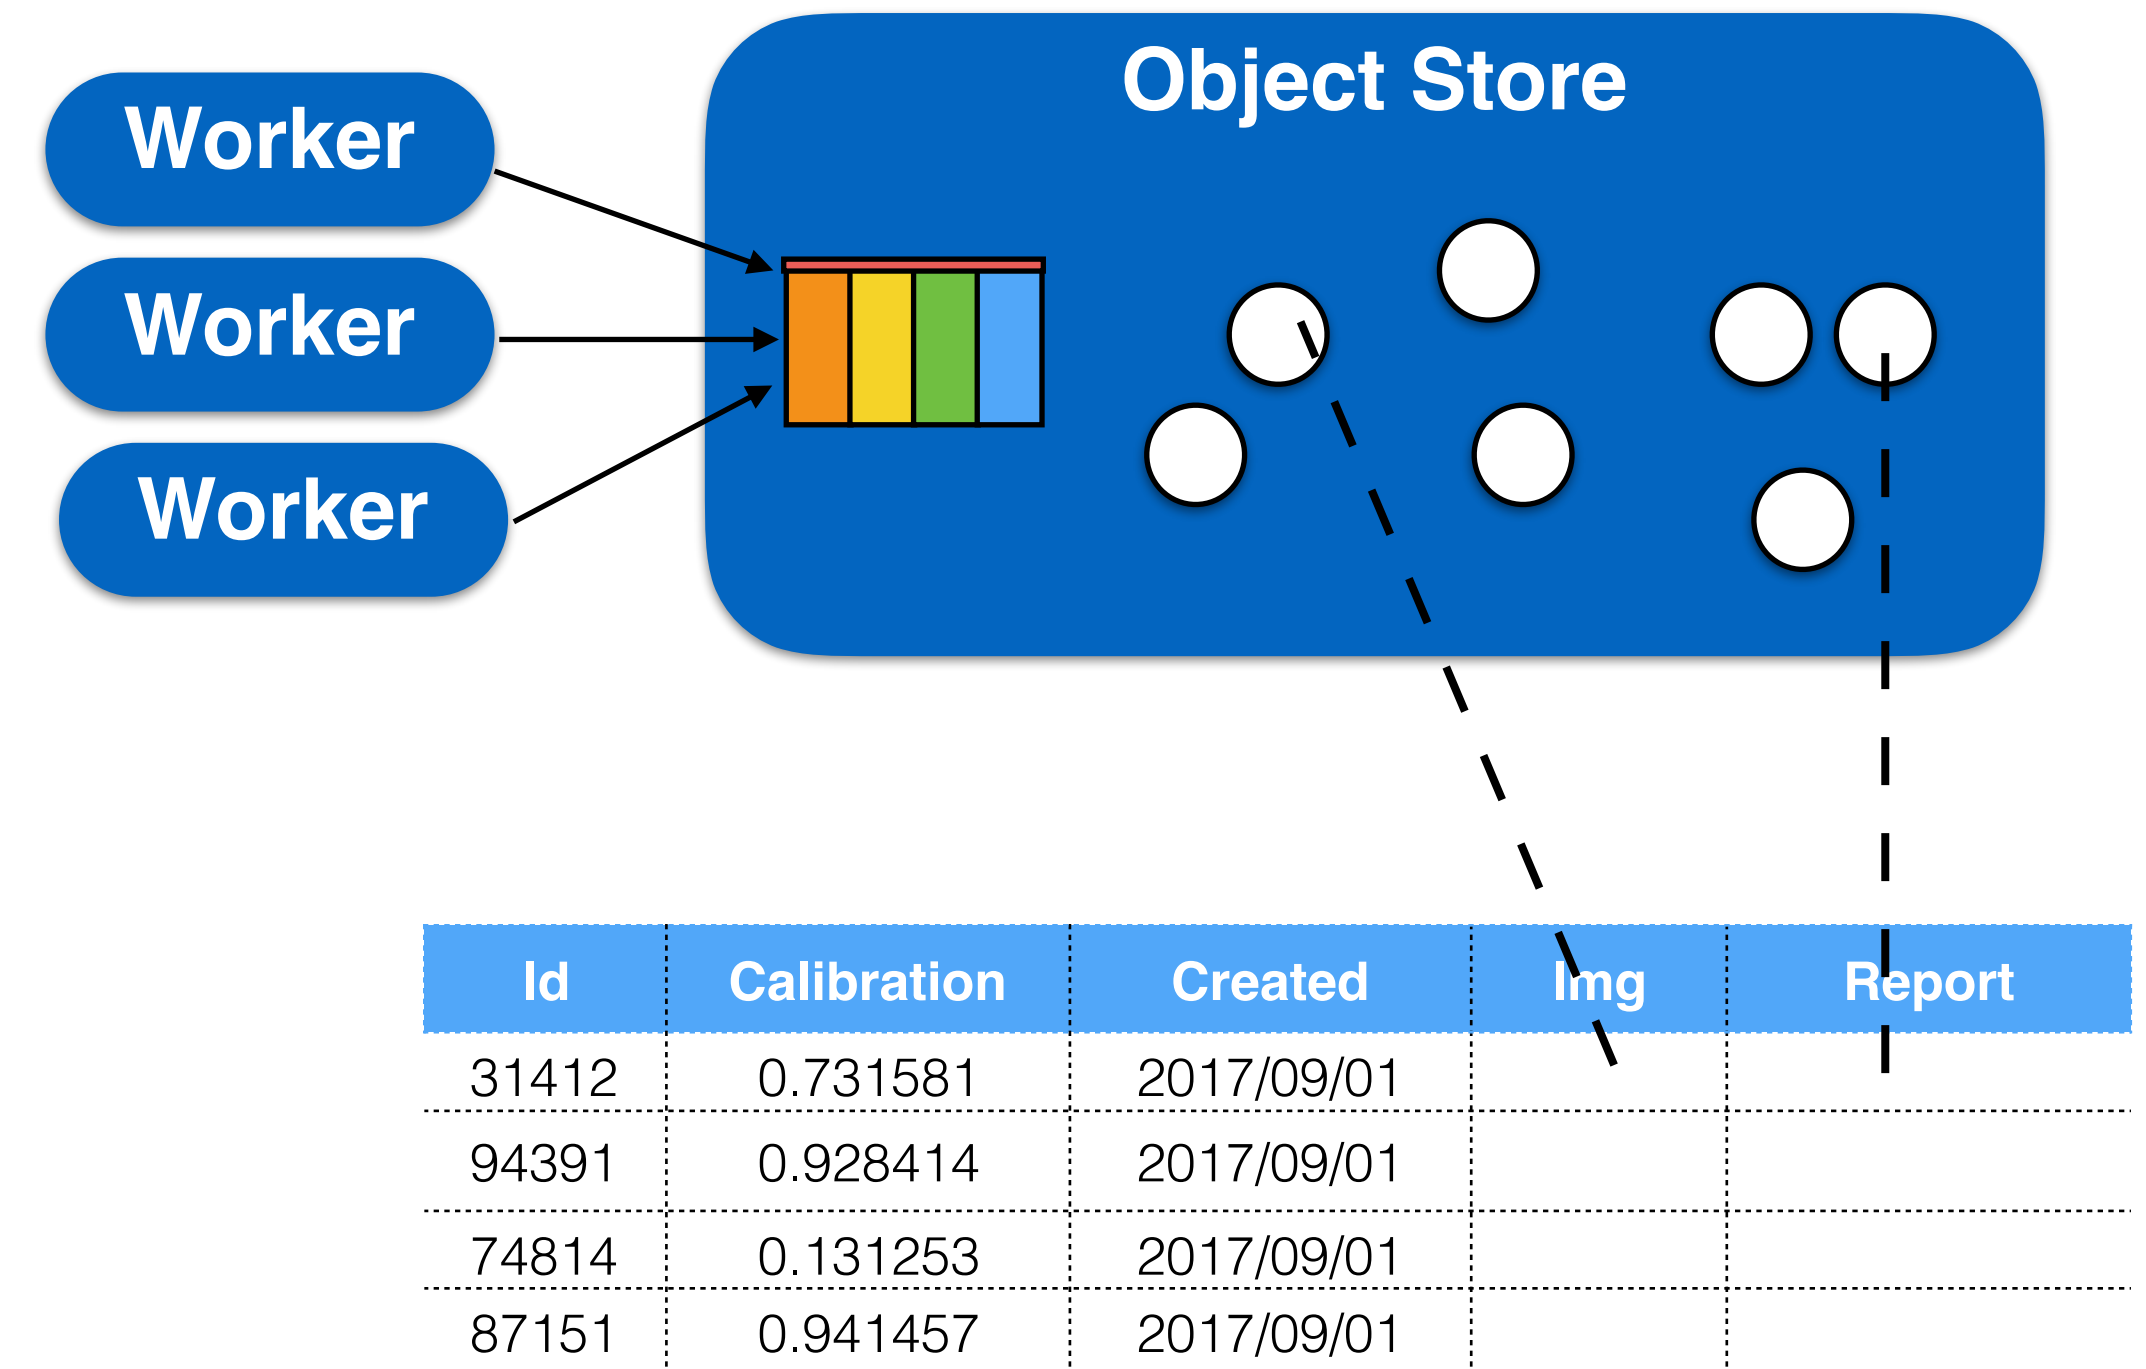 Object Store
Worker
Worker
Worker
Id Calibration Created Img Report
31412 0.731581 2017/09/01
94391 0.928414 2017/09/01
74814 0.131253 2017/09/01
87151 0.941457 2017/09/01